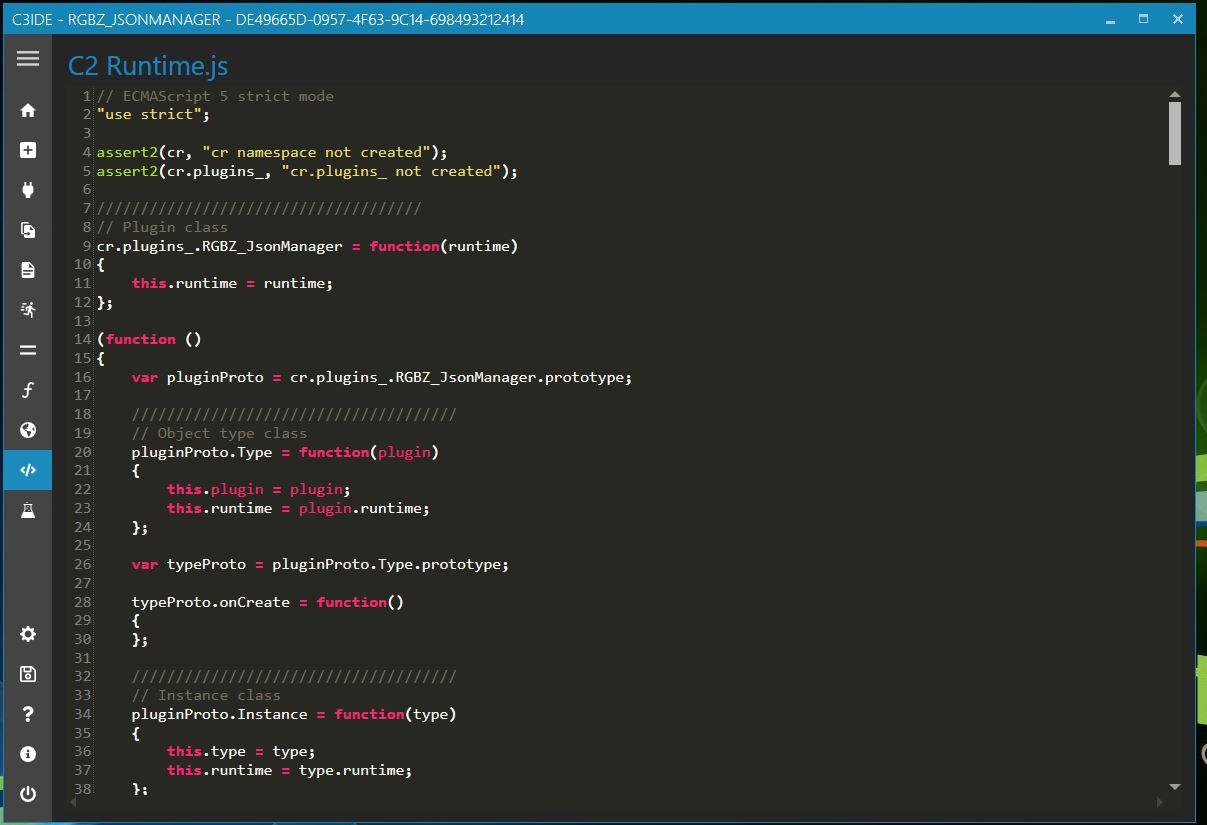 C3IDE - RGBZ_JSONMANAGER - DE49665D-0957-4F63-9C14-698493212414
C2 Runtime.js
1 // ECMAScript 5 strict mode
2 "use strict";
3
4 assert2(cr, "cr namespace not created");
5 assert2(cr.plugins_, "cr.plugins_ not created");
6
7 /////////////////////////////////////
8 // Plugin class
9 cr.plugins_.RGBZ_JsonManager = function(runtime)
10 {
11     this.runtime = runtime;
12 };
13
14 (function ()
15 {
16     var pluginProto = cr.plugins_.RGBZ_JsonManager.prototype;
17
18     /////////////////////////////////////
19     // Object type class
20     pluginProto.Type = function(plugin)
21     {
22         this.plugin = plugin;
23         this.runtime = plugin.runtime;
24     };
25
26     var typeProto = pluginProto.Type.prototype;
27
28     typeProto.onCreate = function()
29     {
30     };
31
32     /////////////////////////////////////
33     // Instance class
34     pluginProto.Instance = function(type)
35     {
36         this.type = type;
37         this.runtime = type.runtime;
38     };